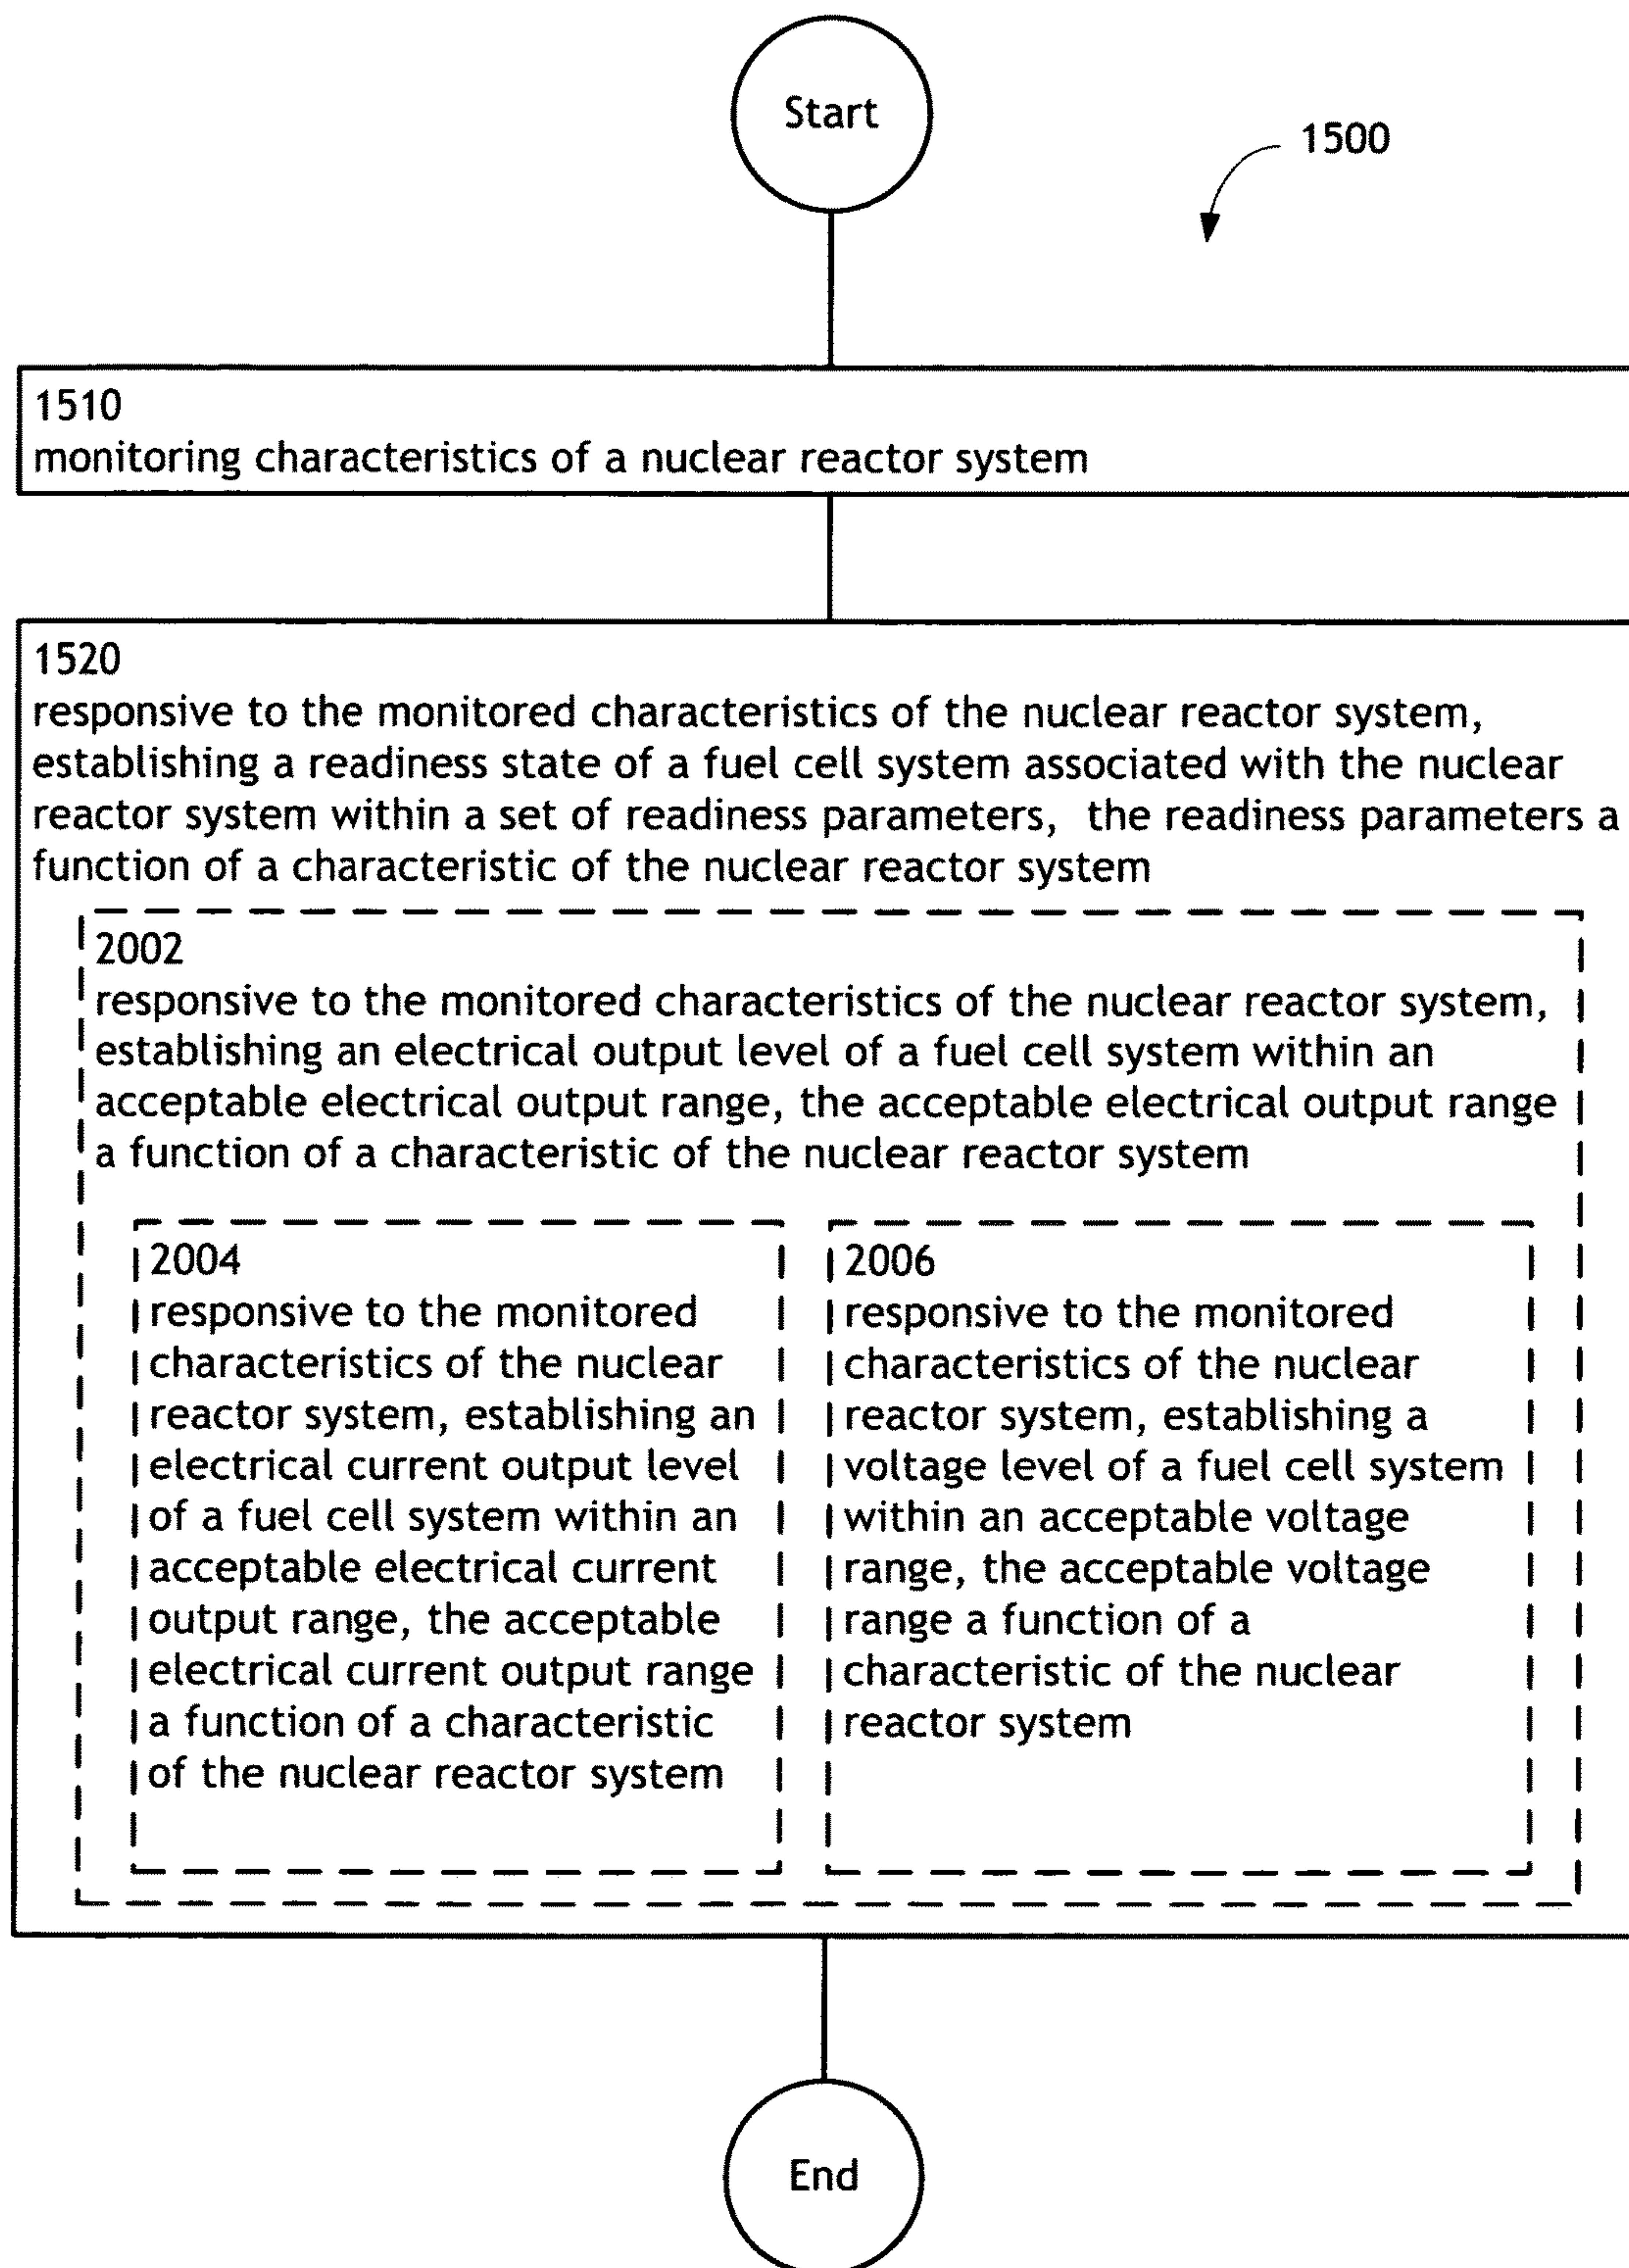 Start
1500
1510
monitoring characteristics of a nuclear reactor system
1520
responsive to the monitored characteristics of the nuclear reactor system,
establishing a readiness state of a fuel cell system associated with the nuclear
reactor system within a set of readiness parameters, the readiness parameters a
function of a characteristic of the nuclear reactor system
2002
responsive to the monitored characteristics of the nuclear reactor system,
establishing an electrical output level of a fuel cell system within an
acceptable electrical output range, the acceptable electrical output range
a function of a characteristic of the nuclear reactor system
2004
responsive to the monitored
characteristics of the nuclear
reactor system, establishing an
electrical current output level
of a fuel cell system within an
acceptable electrical current
output range, the acceptable
electrical current output range
a function of a characteristic
of the nuclear reactor system
2006
responsive to the monitored
characteristics of the nuclear
reactor system, establishing a
voltage level of a fuel cell system
within an acceptable voltage
range, the acceptable voltage
range a function of a
characteristic of the nuclear
reactor system
End